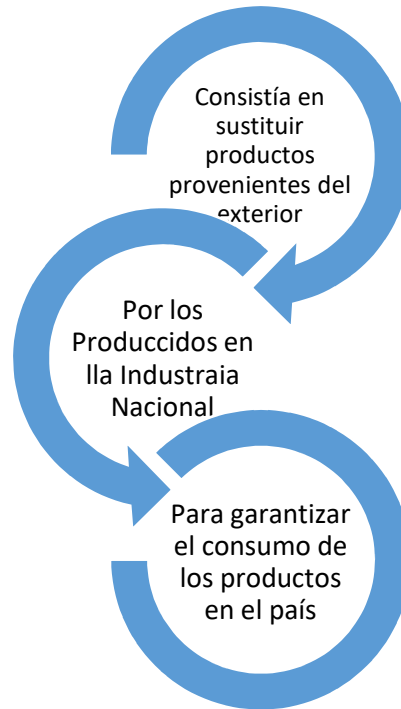 Consistía en
sustituir
productos
provenientes del
exterior
Por los
Produccidos en
lla Industraia
Nacional
Para garantizar
el consumo de
los productos
en el país